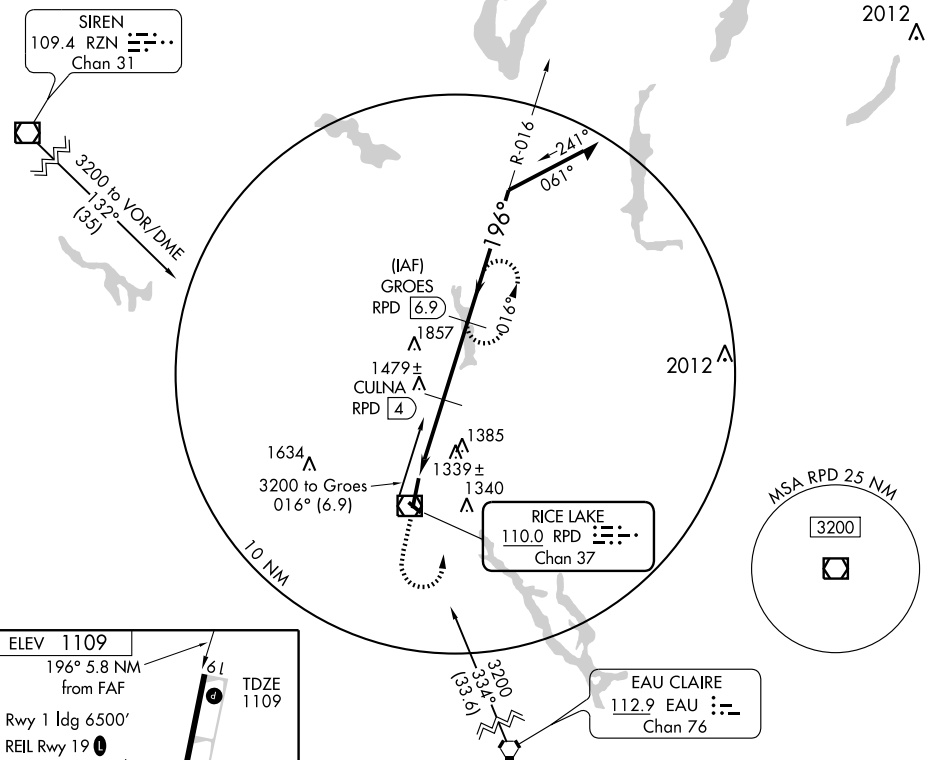 SIREN
109.4 RZN
Chan 31
2012
3200 to VOR/DME
132°
(35)
R-016
241°
061°
196°
(IAF)
GROES
RPD 6.9
016°
1857
1479±
CULNA
RPD 4
2012
1385
1339±
1634
1340
3200 to Groes
016° (6.9)
RICE LAKE
110.0 RPD
Chan 37
MSA RPD 25 NM
3200
10 NM
3200
334°
(33.6)
EAU CLAIRE
112.9 EAU
Chan 76
ELEV 1109
196° 5.8 NM
from FAF
19
P
TDZE
1109
Rwy 1 ldg 6500'
REIL Rwy 19 L